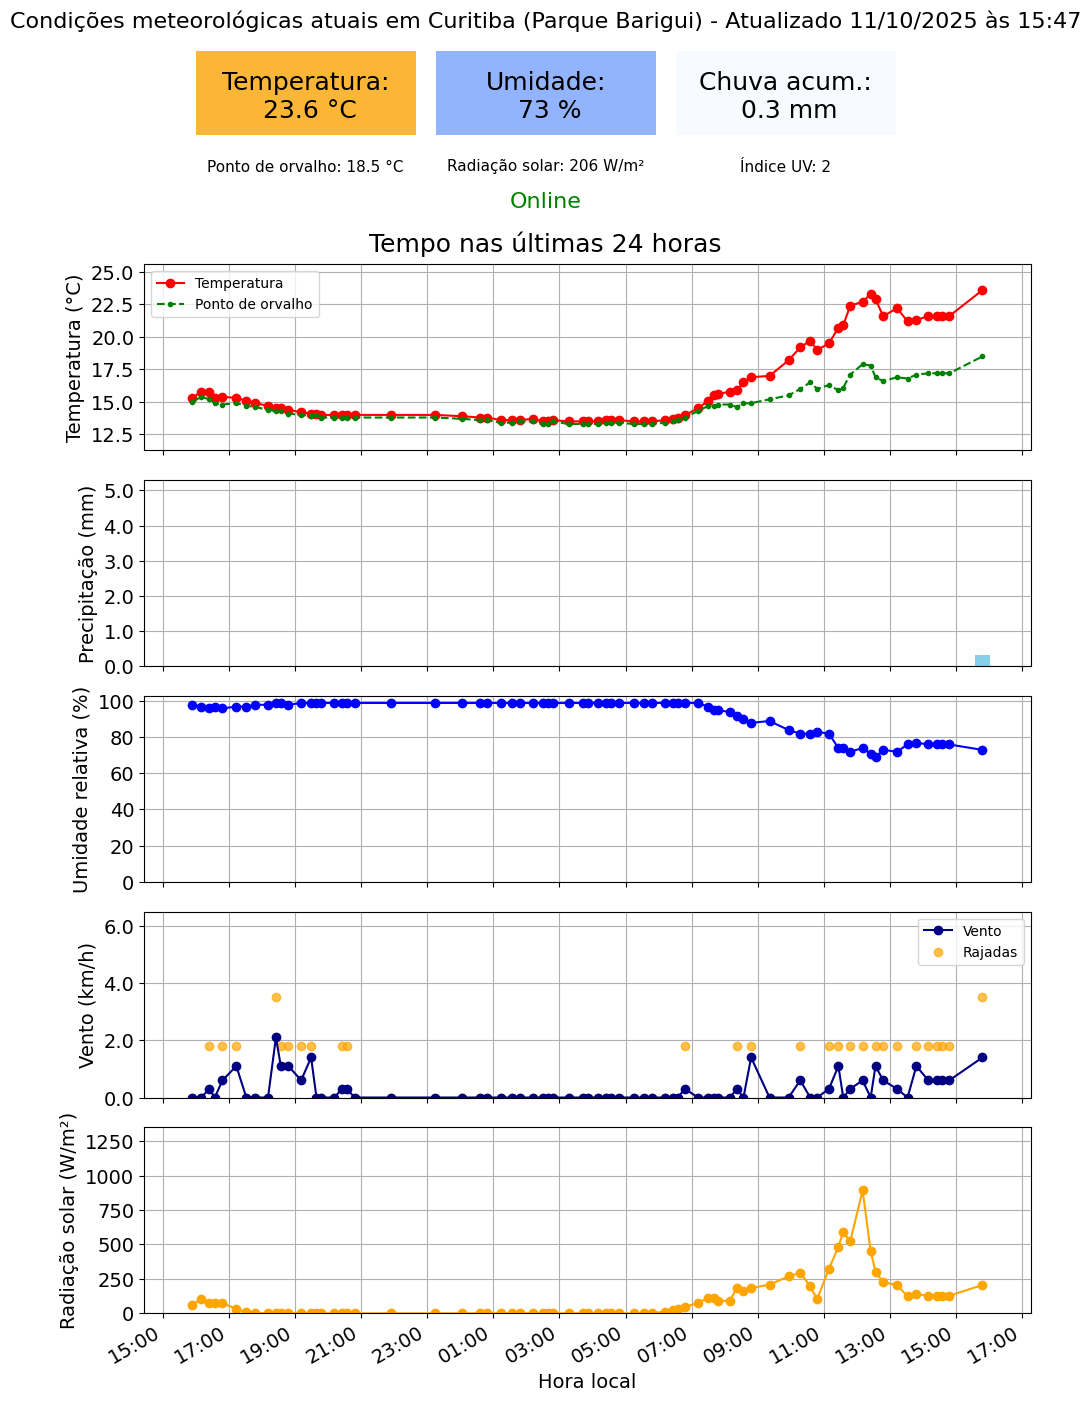 Condições meteorológicas atuais em Curitiba (Parque Barigui) - Atualizado 11/10/2025 às 15:47
Temperatura:
23.6 °C
Umidade:
73 %
Chuva acum.:
0.3 mm
Ponto de orvalho: 18.5 °C
Radiação solar: 206 W/m²
Índice UV: 2
Online
Tempo nas últimas 24 horas
Temperatura (°C)
25.0
22.5
20.0
17.5
15.0
12.5
Temperatura
Ponto de orvalho
Precipitação (mm)
5.0
4.0
3.0
2.0
1.0
0.0
Umidade relativa (%)
100
80
60
40
20
0
Vento (km/h)
6.0
4.0
2.0
0.0
Vento
Rajadas
Radiação solar (W/m²)
1250
1000
750
500
250
0
15:00
17:00
19:00
21:00
23:00
01:00
03:00
05:00
07:00
09:00
11:00
13:00
15:00
17:00
Hora local